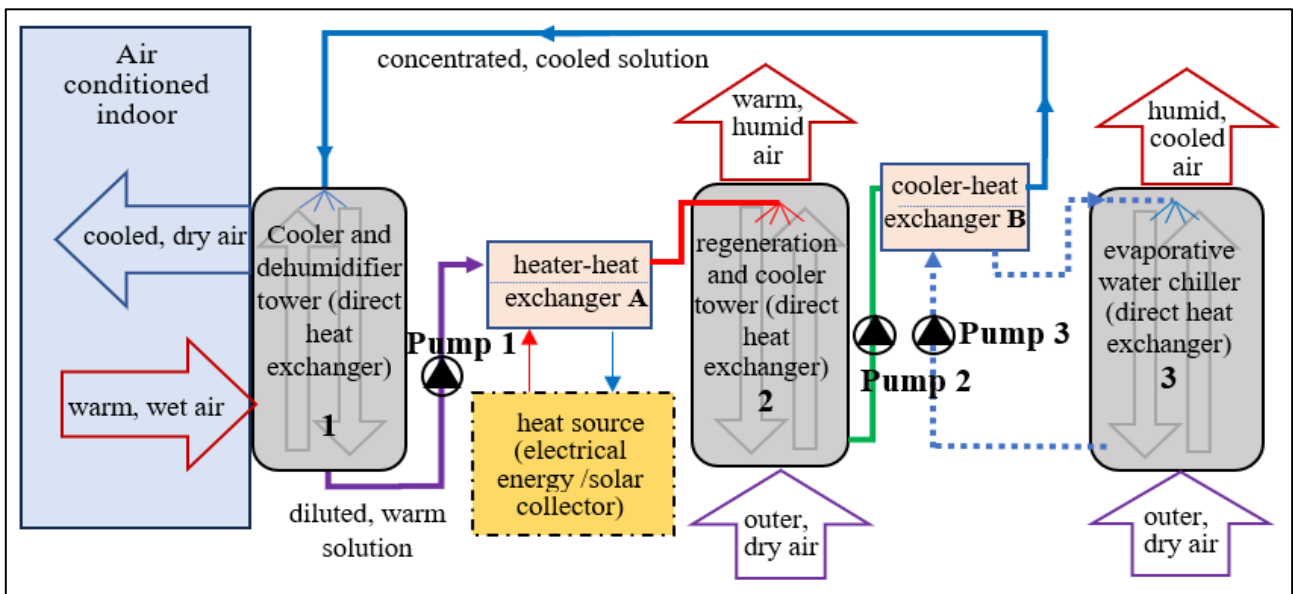 Air
conditioned
indoor
concentrated, cooled solution
warm,
humid
air
humid,
cooled
air
cooled, dry air
warm, wet air
Cooler and
dehumidifier
tower (direct
heat
exchanger)
1
Pump 1
diluted, warm
solution
heater-heat
exchanger A
heat source
(electrical
energy /solar
collector)
regeneration
and cooler
tower (direct
heat
exchanger)
2
outer,
dry air
cooler-heat
exchanger B
Pump 3
Pump 2
evaporative
water chiller
(direct heat
exchanger)
3
outer,
dry air